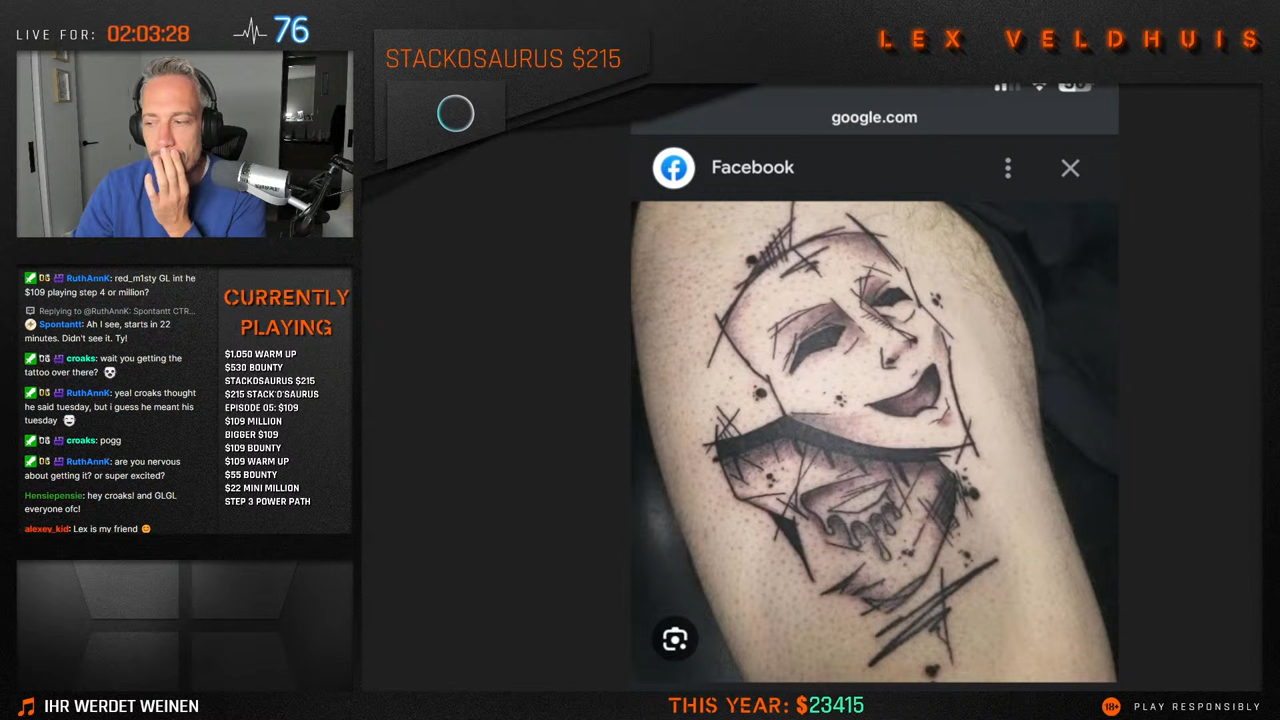 LIVE FOR: 02:03:28 76
STACKOSAURUS $215
LEX VELDHUIS
google.com
Facebook
RuthAnnK: red_m1sty GL int he
$109 playing step 4 or million?
Replying to @RuthAnnK: Spontantt CTR...
Spontantt: Ah I see, starts in 22
minutes. Didn't see it. Ty!
croaks: wait you getting the
tattoo over there?
RuthAnnK: yea! croaks thought
he said tuesday, but i guess he meant his
tuesday
croaks: pogg
RuthAnnK: are you nervous
about getting it? or super excited?
Hensiepensie: hey croaks! and GLGL
everyone ofc!
alexey_kid: Lex is my friend
CURRENTLY
PLAYING
$1,050 WARM UP
$530 BOUNTY
STACKOSAURUS $215
$215 STACK'O'SAURUS
EPISODE 05: $109
$109 MILLION
BIGGER $109
$109 BOUNTY
$109 WARM UP
$55 BOUNTY
$22 MINI MILLION
STEP 3 POWER PATH
IHR WERDET WEINEN
THIS YEAR: $23415
18+ PLAY RESPONSIBLY